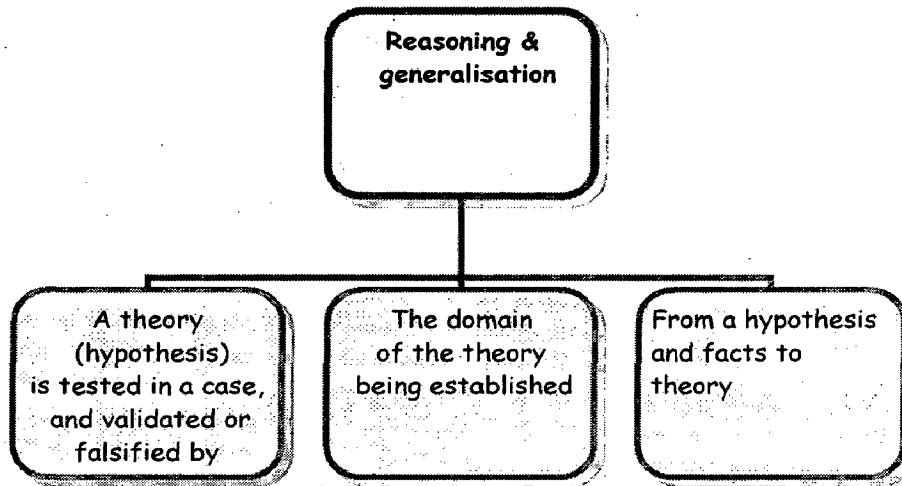 Reasoning &
generalisation
A theory
(hypothesis)
is tested in a case,
and validated or
falsified by
The domain
of the theory
being established
From a hypothesis
and facts to
theory